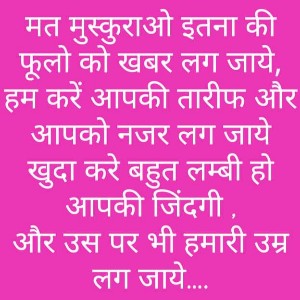 मत मुस्कुराओ इतना की
फूलो को खबर लग जाये,
हम करें आपकी तारीफ और
आपको नजर लग जाये
खुदा करे बहुत लम्बी हो
आपकी जिंदगी ,
और उस पर भी हमारी उम्र
लग जाये....